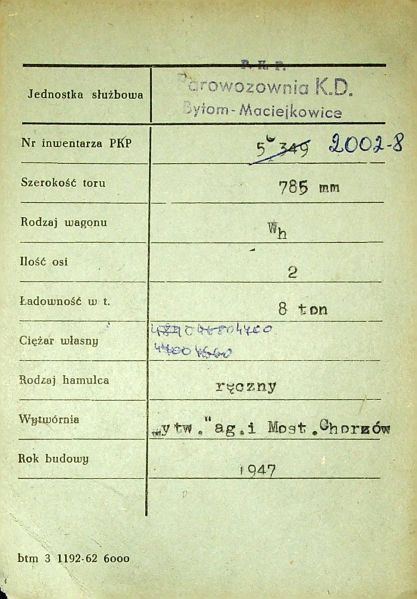 P. K. P.
Parowozownia K.D.
Jednostka służbowa
Bytom-Maciejkowice
Nr inwentarza PKP 5 349 2002-8
Szerokość toru 785 mm
Rodzaj wagonu Wh
Ilość osi 2
Ładowność w t. 8 ton
Ciężar własny
Rodzaj hamulca ręczny
Wytwórnia „ytw."ag.i Most.Chorzów
Rok budowy 1947
btm 3 1192-62 6000